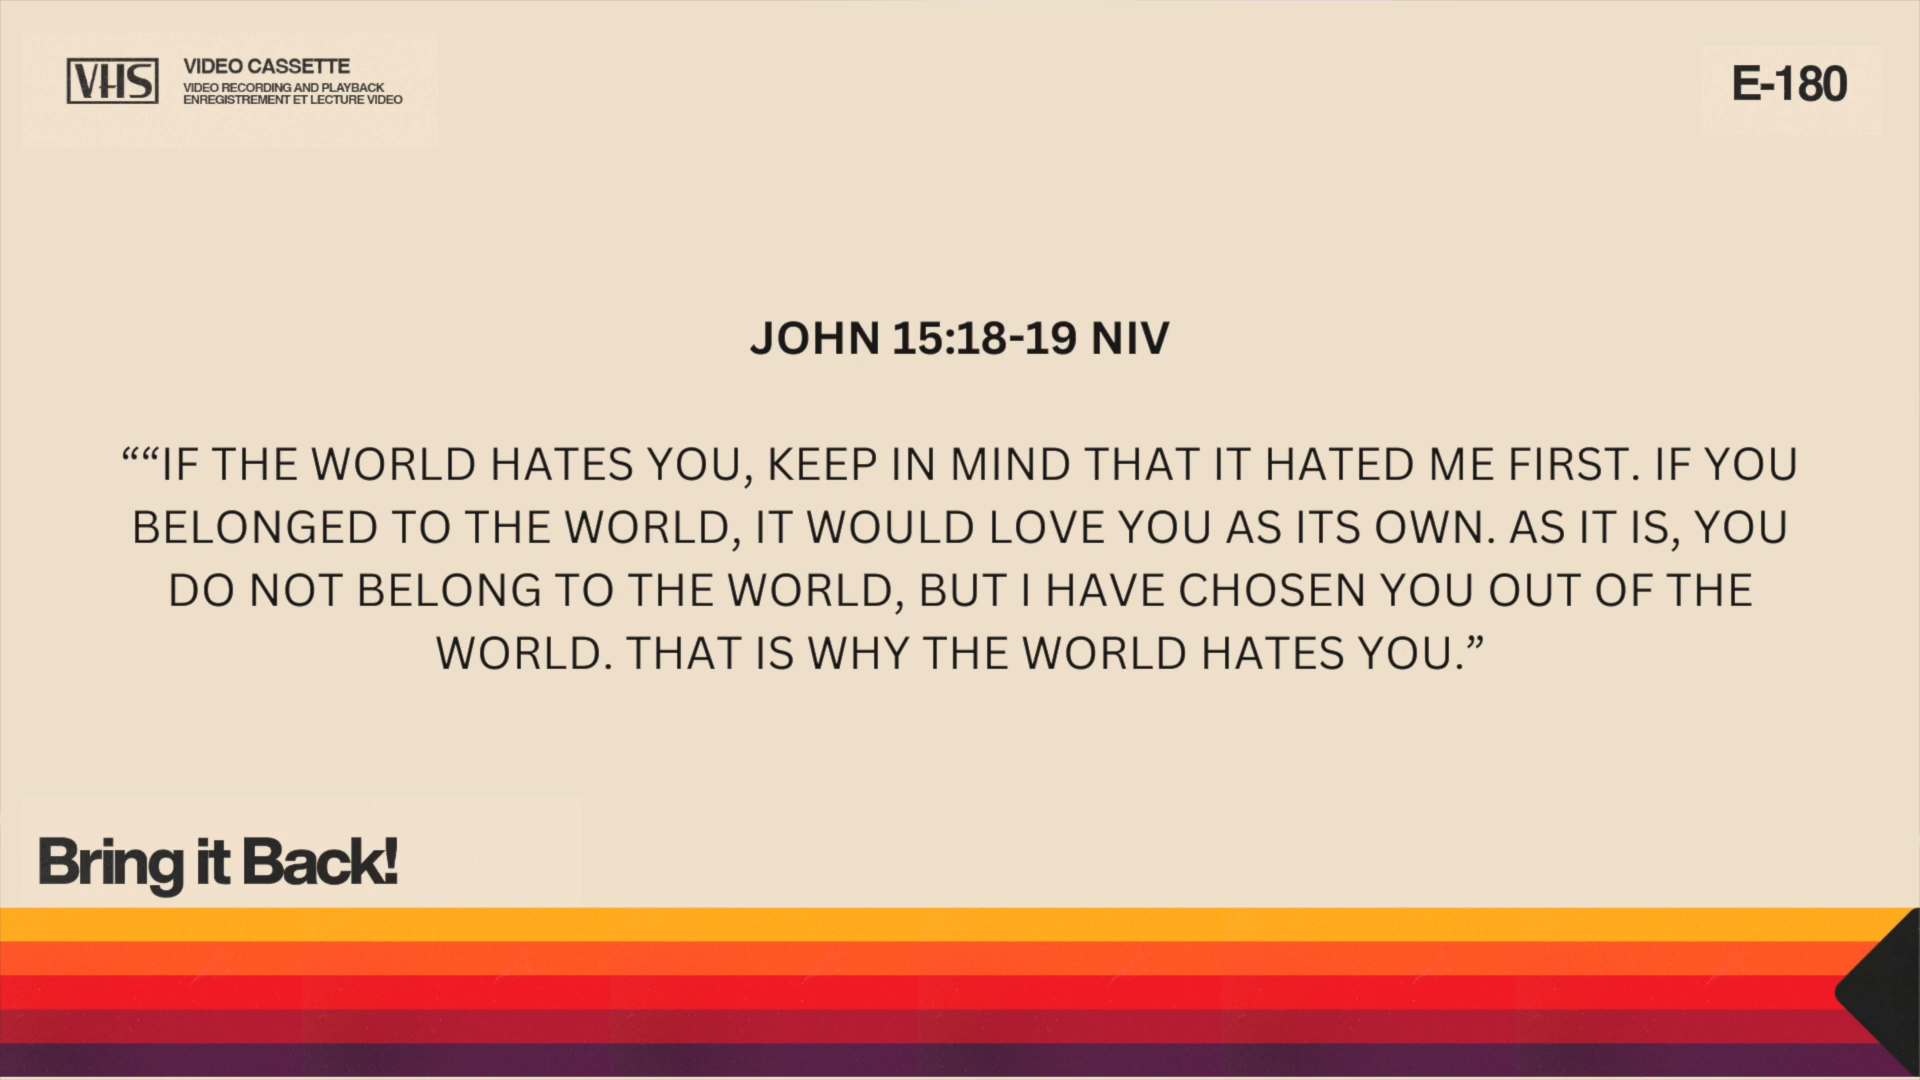 VHS
VIDEO CASSETTE
VIDEO RECORDING AND PLAYBACK
ENREGISTREMENT ET LECTURE VIDEO
E-180
JOHN 15:18-19 NIV
““IF THE WORLD HATES YOU, KEEP IN MIND THAT IT HATED ME FIRST. IF YOU
BELONGED TO THE WORLD, IT WOULD LOVE YOU AS ITS OWN. AS IT IS, YOU
DO NOT BELONG TO THE WORLD, BUT I HAVE CHOSEN YOU OUT OF THE
WORLD. THAT IS WHY THE WORLD HATES YOU.”
Bring it Back!